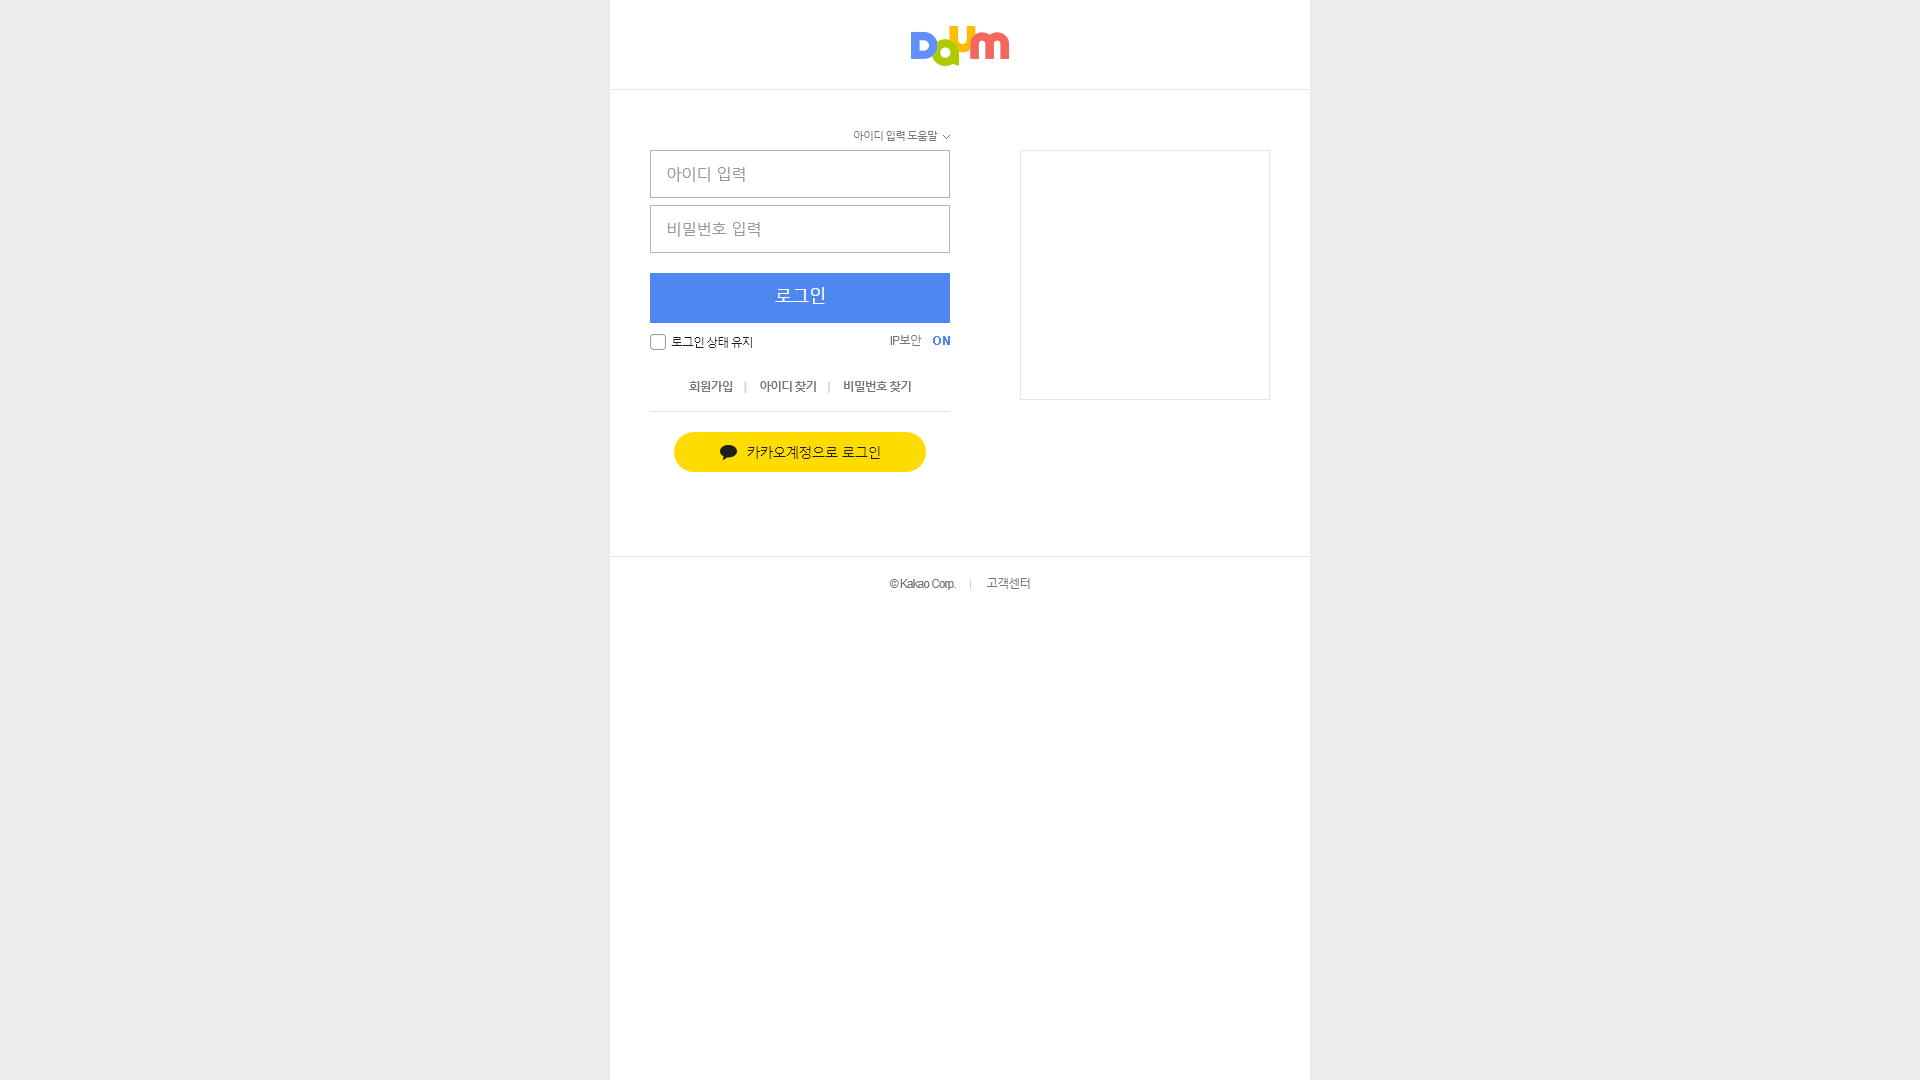 Daum
아이디 입력 도움말
아이디 입력
비밀번호 입력
로그인
로그인 상태 유지
IP보안 ON
회원가입 | 아이디 찾기 | 비밀번호 찾기
카카오계정으로 로그인
© Kakao Corp. | 고객센터